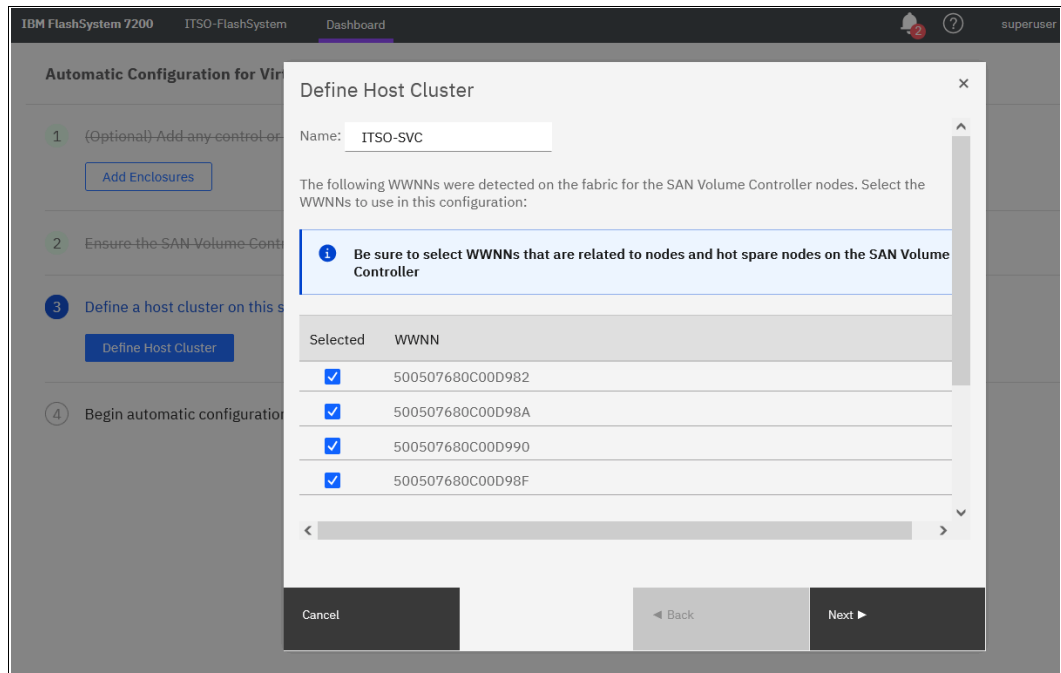 IBM FlashSystem 7200 ITSO-FlashSystem Dashboard 2 superuser
Automatic Configuration for Virt
1 (Optional) Add any control or
Add Enclosures
2 Ensure the SAN Volume Contr
3 Define a host cluster on this s
Define Host Cluster
4 Begin automatic configuration
Define Host Cluster
Name: ITSO-SVC
The following WWNNs were detected on the fabric for the SAN Volume Controller nodes. Select the
WWNNs to use in this configuration:
Be sure to select WWNNs that are related to nodes and hot spare nodes on the SAN Volume
Controller
Selected WWNN
500507680C00D982
500507680C00D98A
500507680C00D990
500507680C00D98F
Cancel Back Next